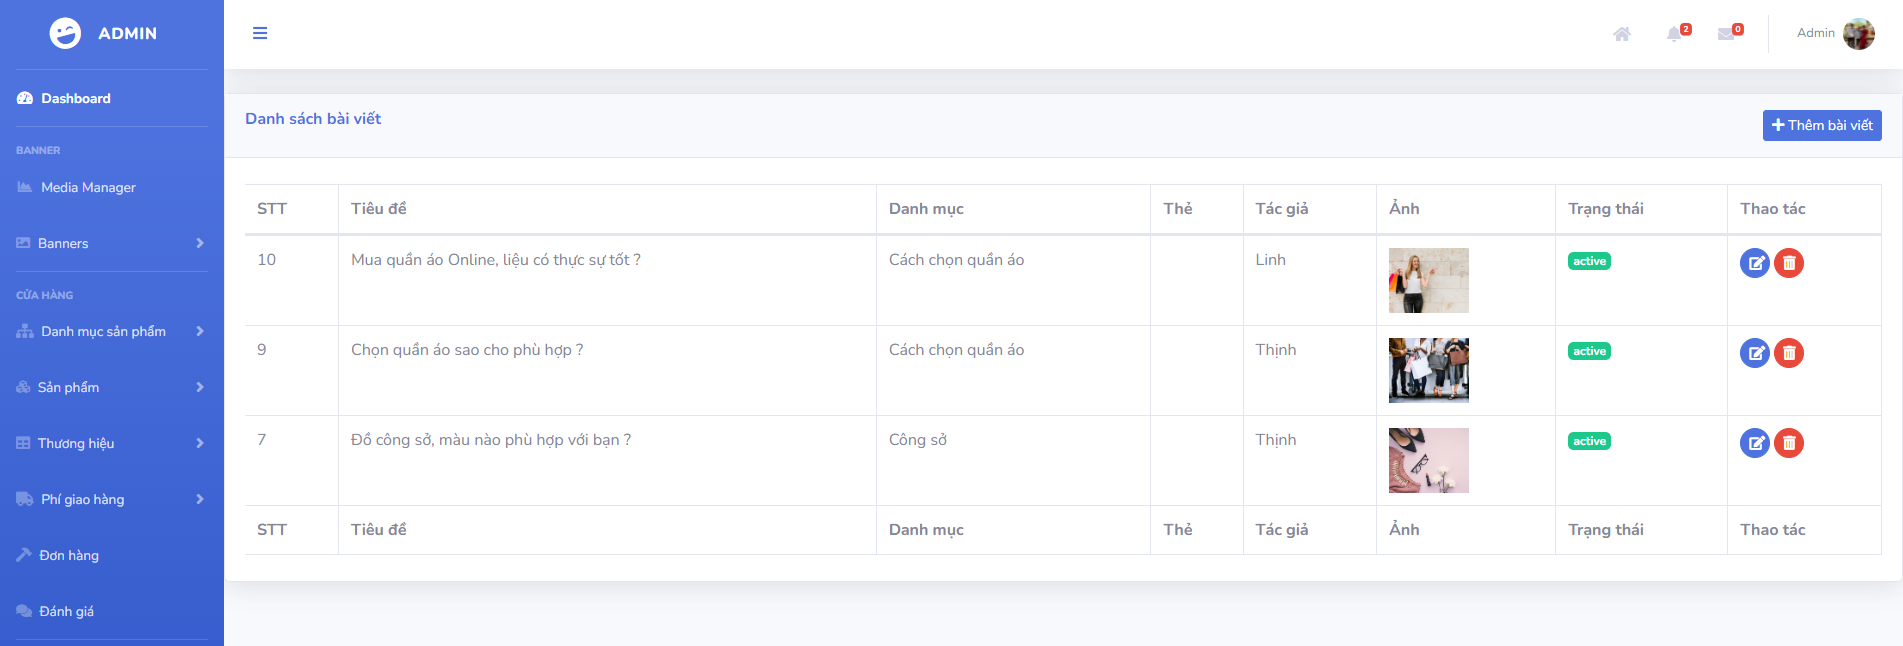 ADMIN
2
0
Admin
Dashboard
BANNER
Media Manager
Banners
CỬA HÀNG
Danh mục sản phẩm
Sản phẩm
Thương hiệu
Phí giao hàng
Đơn hàng
Đánh giá
Danh sách bài viết
Thêm bài viết
STT Tiêu đề Danh mục Thẻ Tác giả Ảnh Trạng thái Thao tác
10 Mua quần áo Online, liệu có thực sự tốt ? Cách chọn quần áo Linh active
9 Chọn quần áo sao cho phù hợp ? Cách chọn quần áo Thịnh active
7 Đồ công sở, màu nào phù hợp với bạn ? Công sở Thịnh active
STT Tiêu đề Danh mục Thẻ Tác giả Ảnh Trạng thái Thao tác